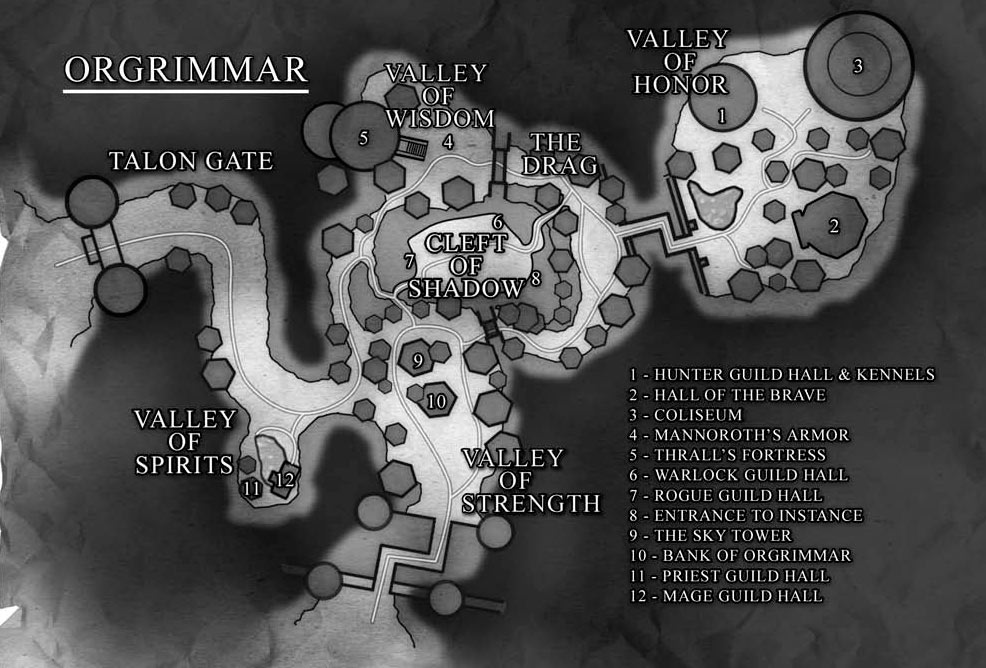 ORGRIMMAR
VALLEY
OF
WISDOM
VALLEY
OF
HONOR
TALON GATE
THE
DRAG
CLEFT
OF
SHADOW
VALLEY
OF
SPIRITS
VALLEY
OF
STRENGTH
1
2
3
4
5
6
7
8
9
10
11
12
1 - HUNTER GUILD HALL & KENNELS
2 - HALL OF THE BRAVE
3 - COLISEUM
4 - MANNOROTH'S ARMOR
5 - THRALL'S FORTRESS
6 - WARLOCK GUILD HALL
7 - ROGUE GUILD HALL
8 - ENTRANCE TO INSTANCE
9 - THE SKY TOWER
10 - BANK OF ORGRIMMAR
11 - PRIEST GUILD HALL
12 - MAGE GUILD HALL